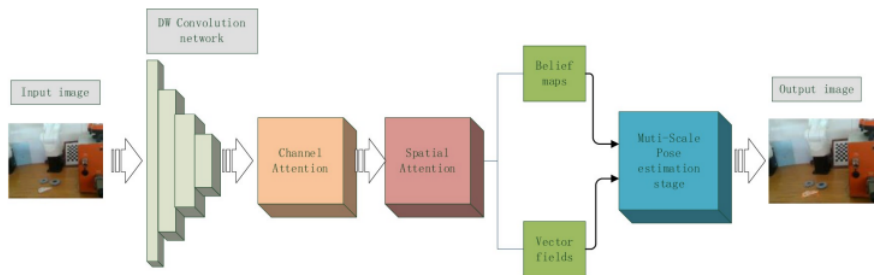 DW Convolution
network
Input image
Channel
Attention
Spatial
Attention
Belief
maps
Vector
fields
Muti-Scale
Pose
estimation
stage
Output image